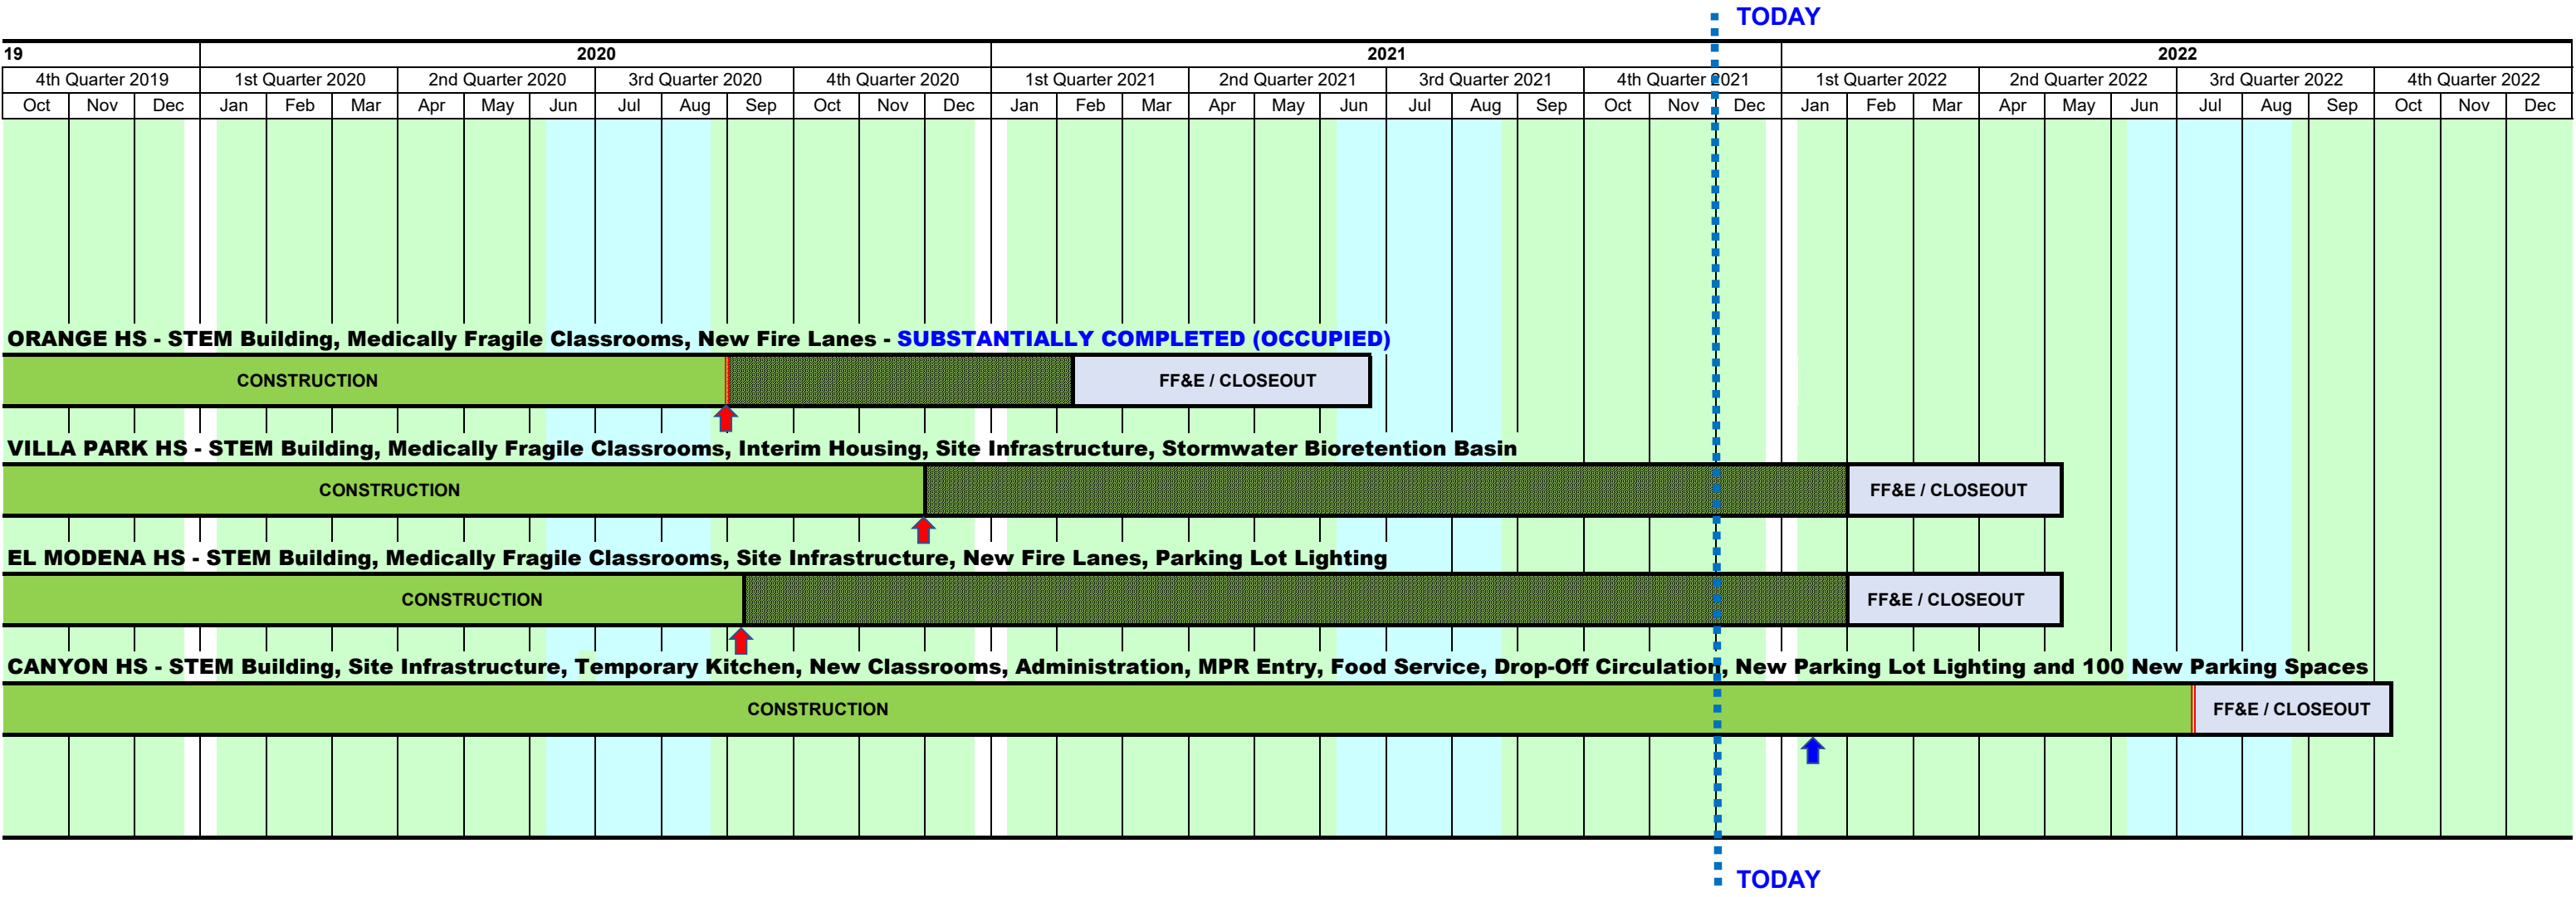 TODAY
19 2020 2021 2022
4th Quarter 2019 1st Quarter 2020 2nd Quarter 2020 3rd Quarter 2020 4th Quarter 2020 1st Quarter 2021 2nd Quarter 2021 3rd Quarter 2021 4th Quarter 2021 1st Quarter 2022 2nd Quarter 2022 3rd Quarter 2022 4th Quarter 2022
Oct Nov Dec Jan Feb Mar Apr May Jun Jul Aug Sep Oct Nov Dec Jan Feb Mar Apr May Jun Jul Aug Sep Oct Nov Dec Jan Feb Mar Apr May Jun Jul Aug Sep Oct Nov Dec
ORANGE HS - STEM Building, Medically Fragile Classrooms, New Fire Lanes - SUBSTANTIALLY COMPLETED (OCCUPIED)
CONSTRUCTION FF&E / CLOSEOUT
VILLA PARK HS - STEM Building, Medically Fragile Classrooms, Interim Housing, Site Infrastructure, Stormwater Bioretention Basin
CONSTRUCTION FF&E / CLOSEOUT
EL MODENA HS - STEM Building, Medically Fragile Classrooms, Site Infrastructure, New Fire Lanes, Parking Lot Lighting
CONSTRUCTION FF&E / CLOSEOUT
CANYON HS - STEM Building, Site Infrastructure, Temporary Kitchen, New Classrooms, Administration, MPR Entry, Food Service, Drop-Off Circulation, New Parking Lot Lighting and 100 New Parking Spaces
CONSTRUCTION FF&E / CLOSEOUT
TODAY